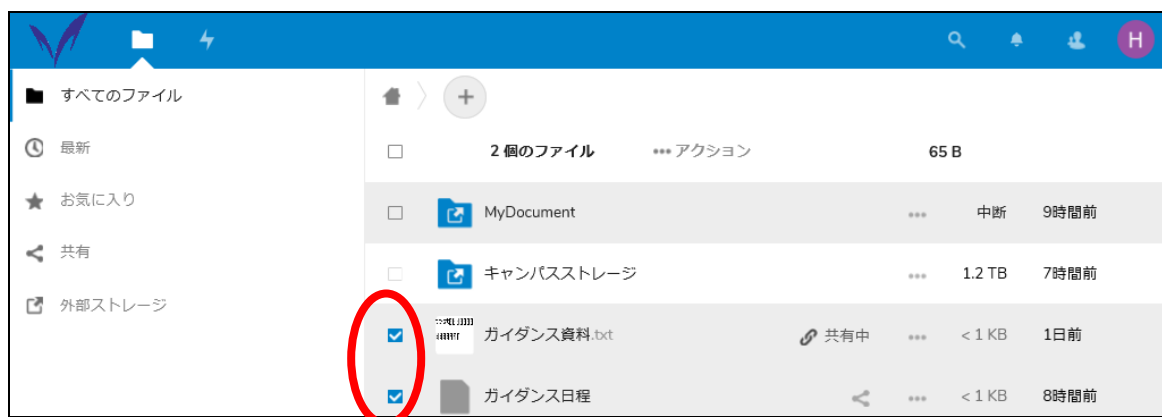 H
すべてのファイル
最新
お気に入り
共有
外部ストレージ
2 個のファイル ••• アクション 65 B
MyDocument ••• 中断 9時間前
キャンパスストレージ ••• 1.2 TB 7時間前
ガイダンス資料.txt 共有中 ••• < 1 KB 1日前
ガイダンス日程 ••• < 1 KB 8時間前